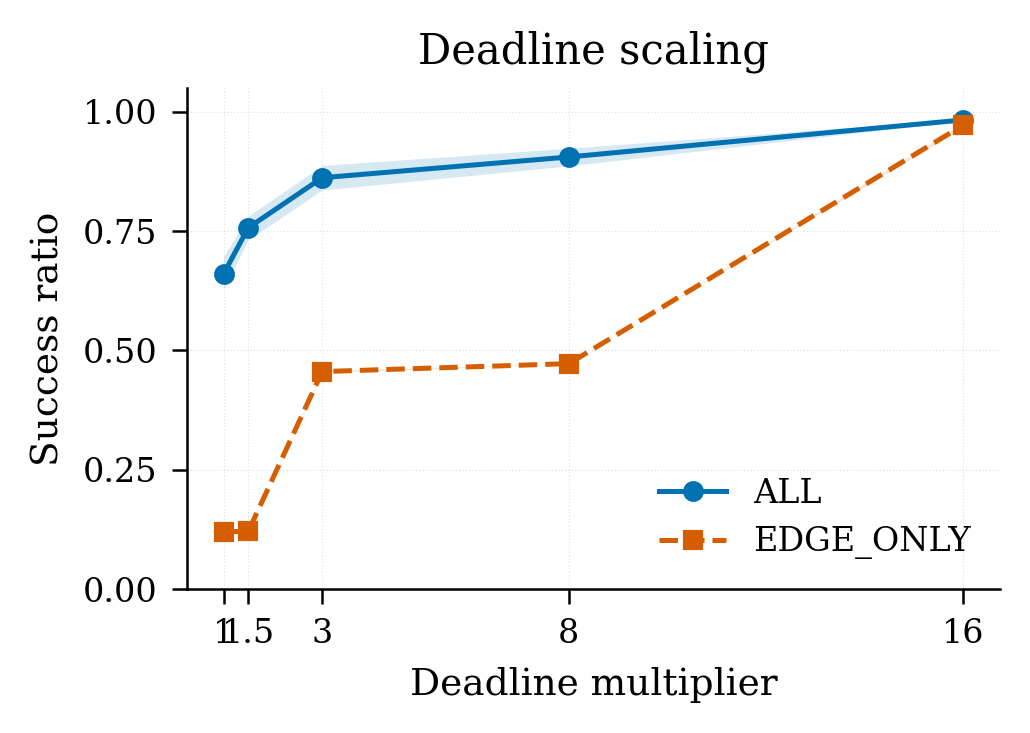 Deadline scaling
Success ratio
1.00
0.75
0.50
0.25
0.00
ALL
EDGE_ONLY
1 1.5 3 8 16
Deadline multiplier